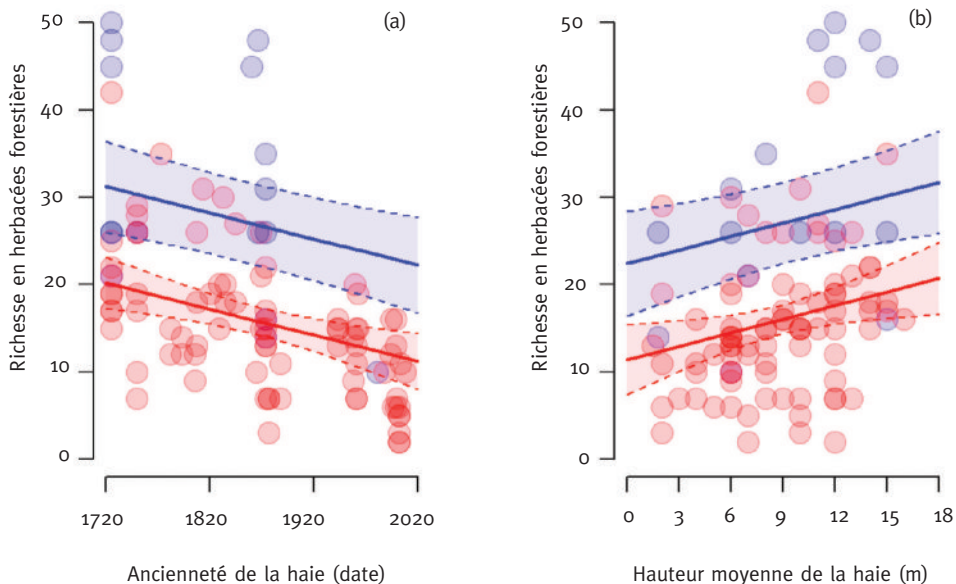 (a)
Richesse en herbacées forestières
50
40
30
20
10
0
1720 1820 1920 2020
Ancienneté de la haie (date)
(b)
Richesse en herbacées forestières
50
40
30
20
10
0
0 3 6 9 12 15 18
Hauteur moyenne de la haie (m)